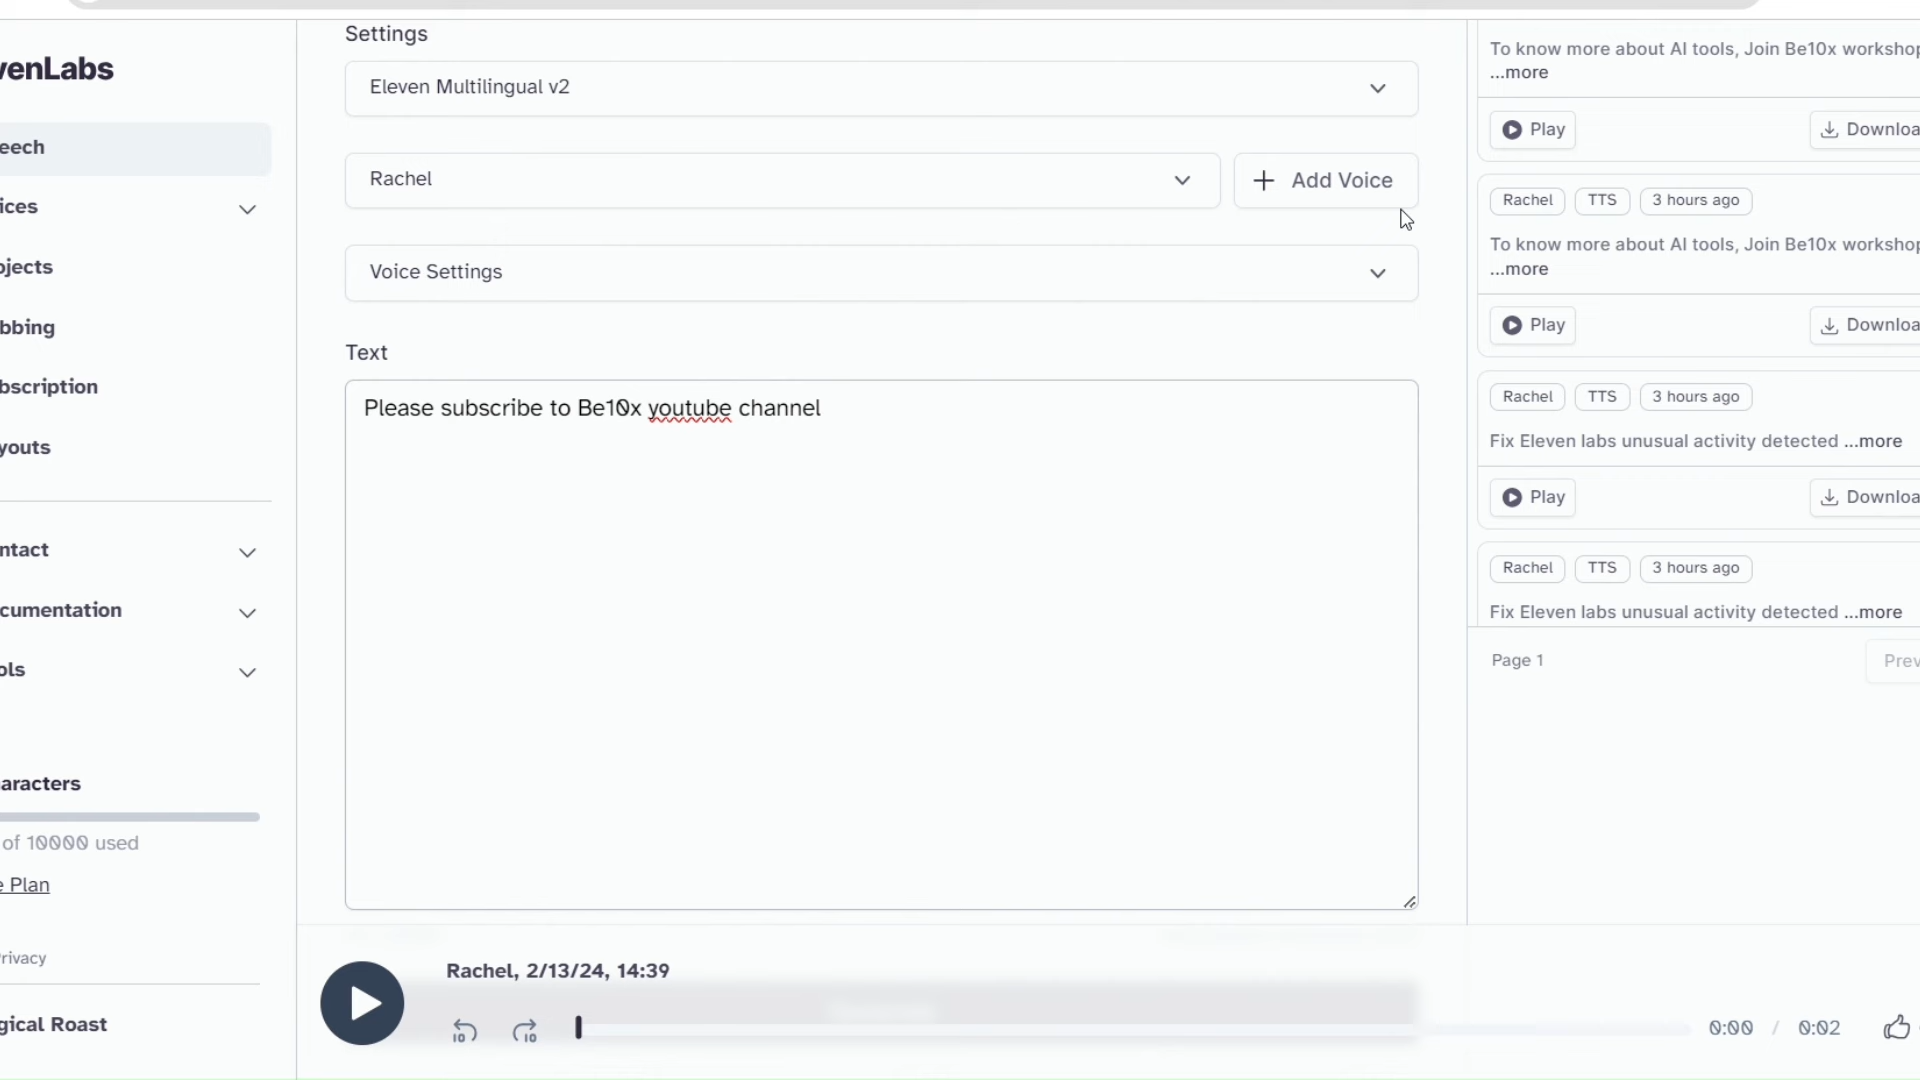 venLabs
eech
ices
ojects
bbing
bscription
youts
ntact
cumentation
ols
aracters
of 10000 used
e Plan
rivacy
gical Roast
Settings
Eleven Multilingual v2
Rachel
Add Voice
Voice Settings
Text
Please subscribe to Be10x youtube channel
To know more about AI tools, Join Be10x workshop
...more
Play
Downloa
Rachel TTS 3 hours ago
To know more about AI tools, Join Be10x workshop
...more
Play
Downloa
Rachel TTS 3 hours ago
Fix Eleven labs unusual activity detected ...more
Play
Downloa
Rachel TTS 3 hours ago
Fix Eleven labs unusual activity detected ...more
Page 1
Prev
Rachel, 2/13/24, 14:39
10
10
0:00 / 0:02